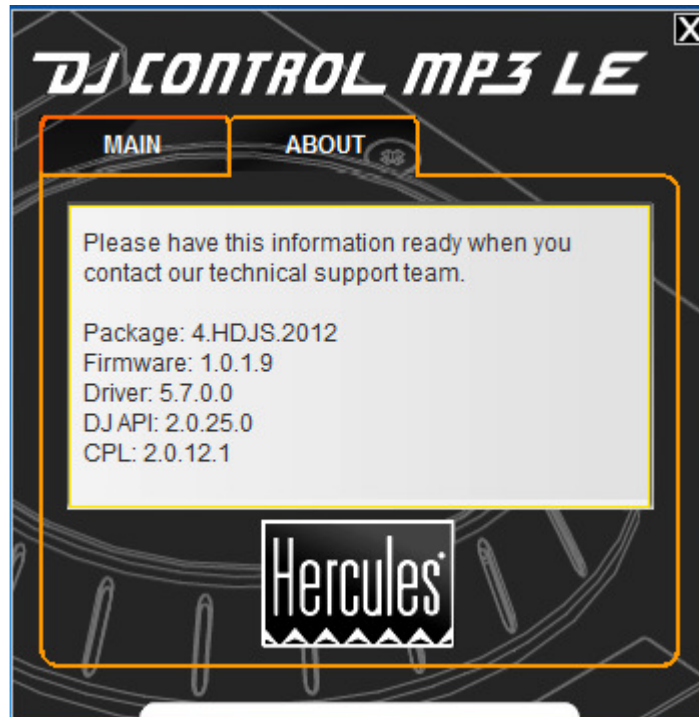 X
DJ CONTROL MP3 LE
MAIN
ABOUT
Please have this information ready when you
contact our technical support team.
Package: 4.HDJS.2012
Firmware: 1.0.1.9
Driver: 5.7.0.0
DJ API: 2.0.25.0
CPL: 2.0.12.1
Hercules